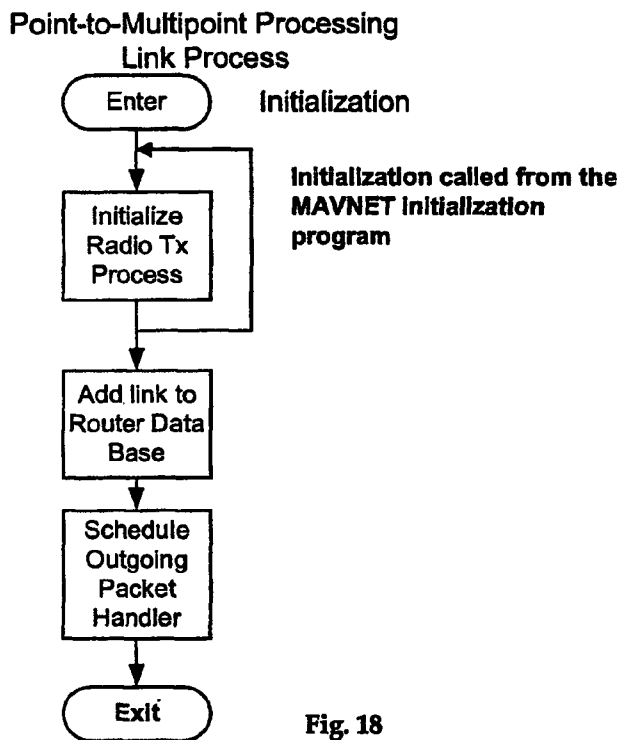 Point-to-Multipoint Processing
Link Process
Enter
Initialization
Initialization called from the
MAVNET initialization
program
Initialize
Radio Tx
Process
Add link to
Router Data
Base
Schedule
Outgoing
Packet
Handler
Exit
Fig. 18